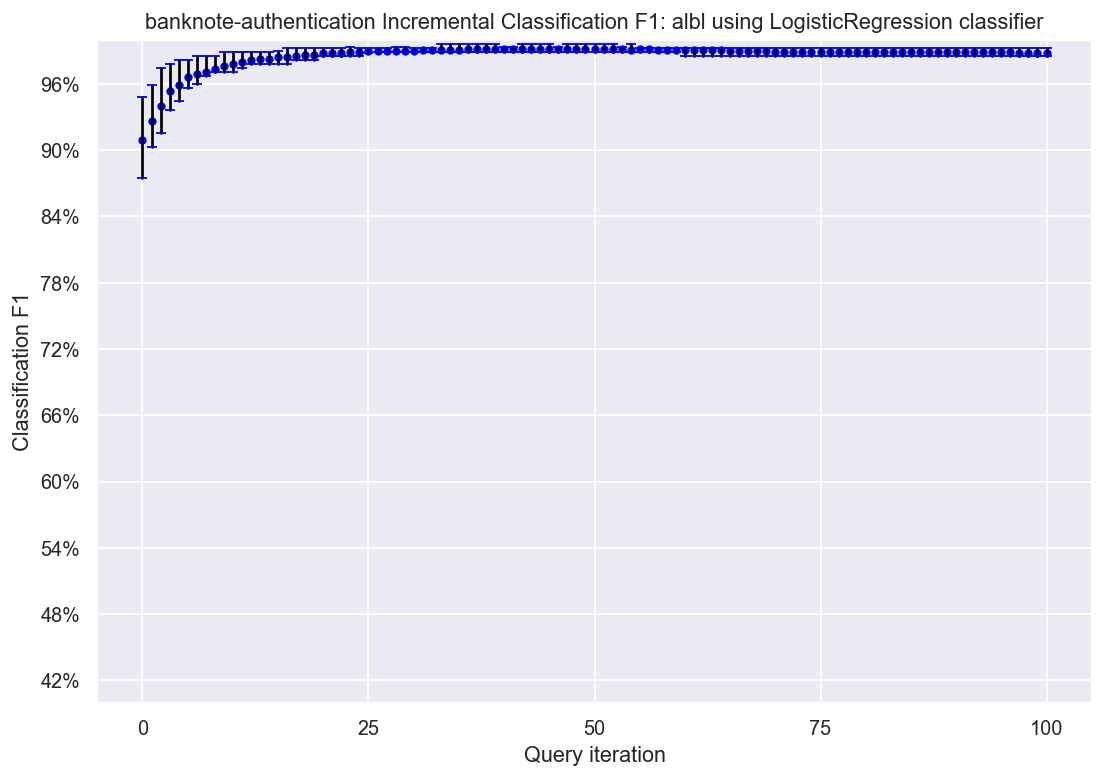 banknote-authentication Incremental Classification F1: albl using LogisticRegression classifier
96%
90%
84%
78%
72%
66%
60%
54%
48%
42%
Classification F1
0 25 50 75 100
Query iteration